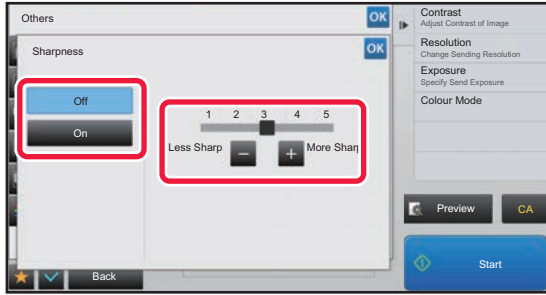 Others
OK
Sharpness
OK
Off
On
1 2 3 4 5
Less Sharp
− +
More Sharp
Back
Contrast
Adjust Contrast of Image
Resolution
Change Sending Resolution
Exposure
Specify Send Exposure
Colour Mode
Preview
CA
Start